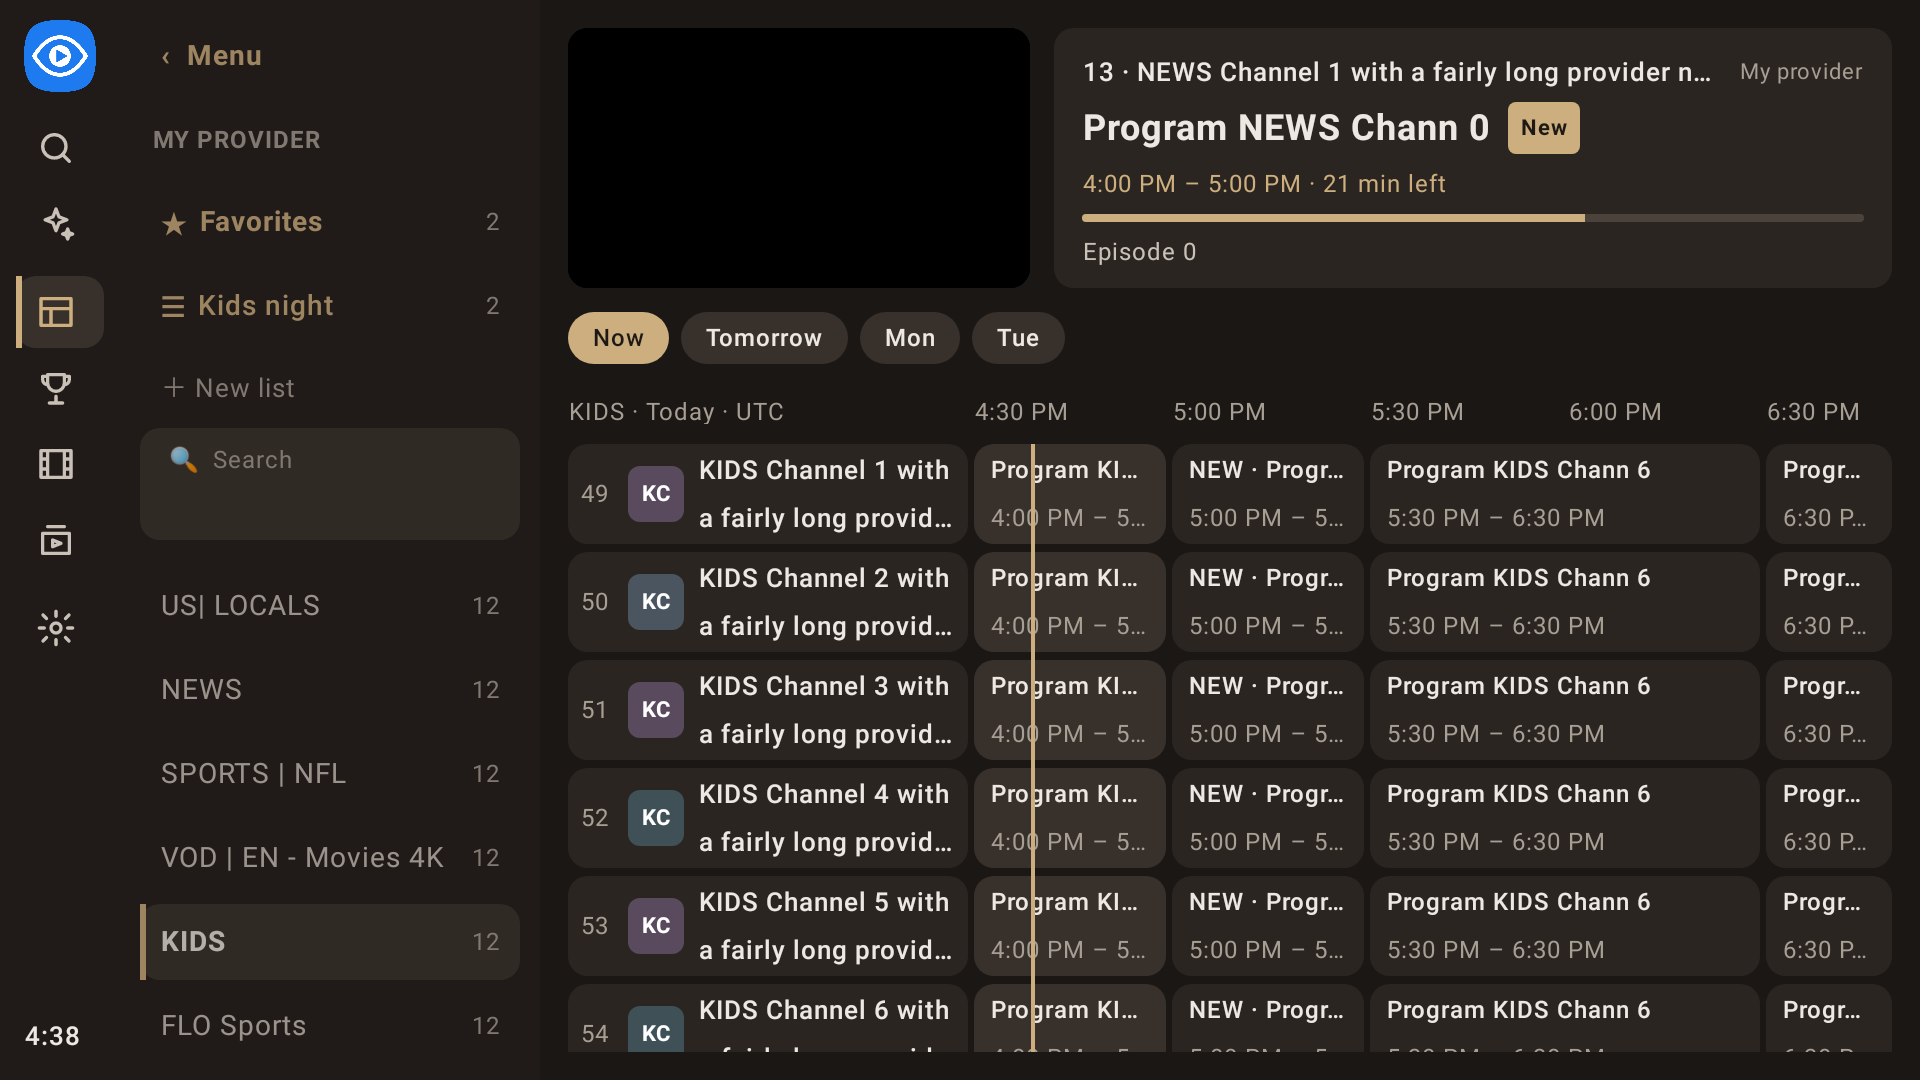 ‹ Menu
MY PROVIDER
★ Favorites 2
☰ Kids night 2
+ New list
🔍 Search
US| LOCALS 12
NEWS 12
SPORTS | NFL 12
VOD | EN - Movies 4K 12
KIDS 12
FLO Sports 12
4:38
13 · NEWS Channel 1 with a fairly long provider n… My provider
Program NEWS Chann 0 New
4:00 PM – 5:00 PM · 21 min left
Episode 0
Now Tomorrow Mon Tue
KIDS · Today · UTC 4:30 PM 5:00 PM 5:30 PM 6:00 PM 6:30 PM
49 KC KIDS Channel 1 with a fairly long provid…
Program KI… NEW · Progr… Program KIDS Chann 6 Progr…
4:00 PM – 5… 5:00 PM – 5… 5:30 PM – 6:30 PM 6:30 P…
50 KC KIDS Channel 2 with a fairly long provid…
Program KI… NEW · Progr… Program KIDS Chann 6 Progr…
4:00 PM – 5… 5:00 PM – 5… 5:30 PM – 6:30 PM 6:30 P…
51 KC KIDS Channel 3 with a fairly long provid…
Program KI… NEW · Progr… Program KIDS Chann 6 Progr…
4:00 PM – 5… 5:00 PM – 5… 5:30 PM – 6:30 PM 6:30 P…
52 KC KIDS Channel 4 with a fairly long provid…
Program KI… NEW · Progr… Program KIDS Chann 6 Progr…
4:00 PM – 5… 5:00 PM – 5… 5:30 PM – 6:30 PM 6:30 P…
53 KC KIDS Channel 5 with a fairly long provid…
Program KI… NEW · Progr… Program KIDS Chann 6 Progr…
4:00 PM – 5… 5:00 PM – 5… 5:30 PM – 6:30 PM 6:30 P…
54 KC KIDS Channel 6 with
Program KI… NEW · Progr… Program KIDS Chann 6 Progr…